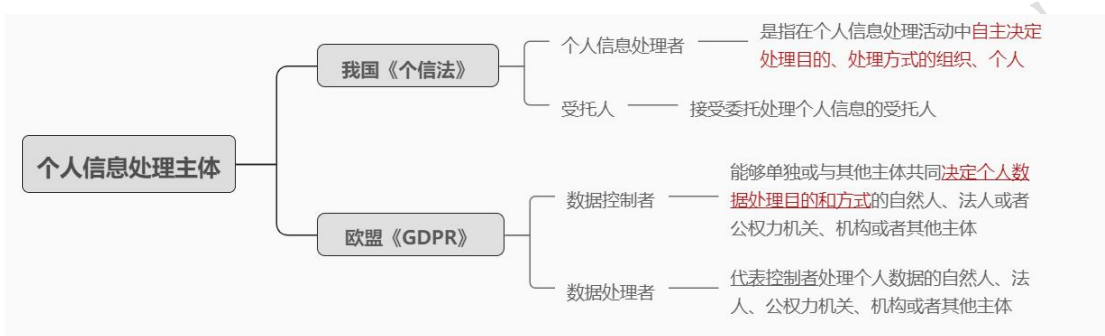 个人信息处理主体
我国《个信法》
个人信息处理者
是指在个人信息处理活动中自主决定
处理目的、处理方式的组织、个人
受托人
接受委托处理个人信息的受托人
欧盟《GDPR》
数据控制者
能够单独或与其他主体共同决定个人数
据处理目的和方式的自然人、法人或者
公权力机关、机构或者其他主体
数据处理者
代表控制者处理个人数据的自然人、法
人、公权力机关、机构或者其他主体